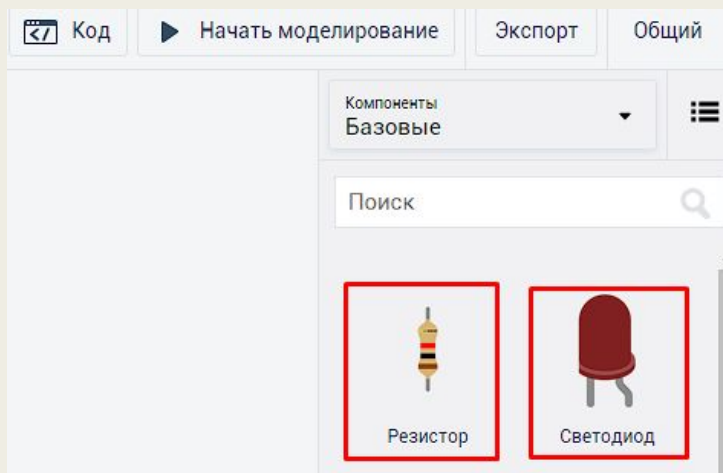 Код
Начать моделирование
Экспорт
Общий
Компоненты
Базовые
Поиск
Резистор
Светодиод